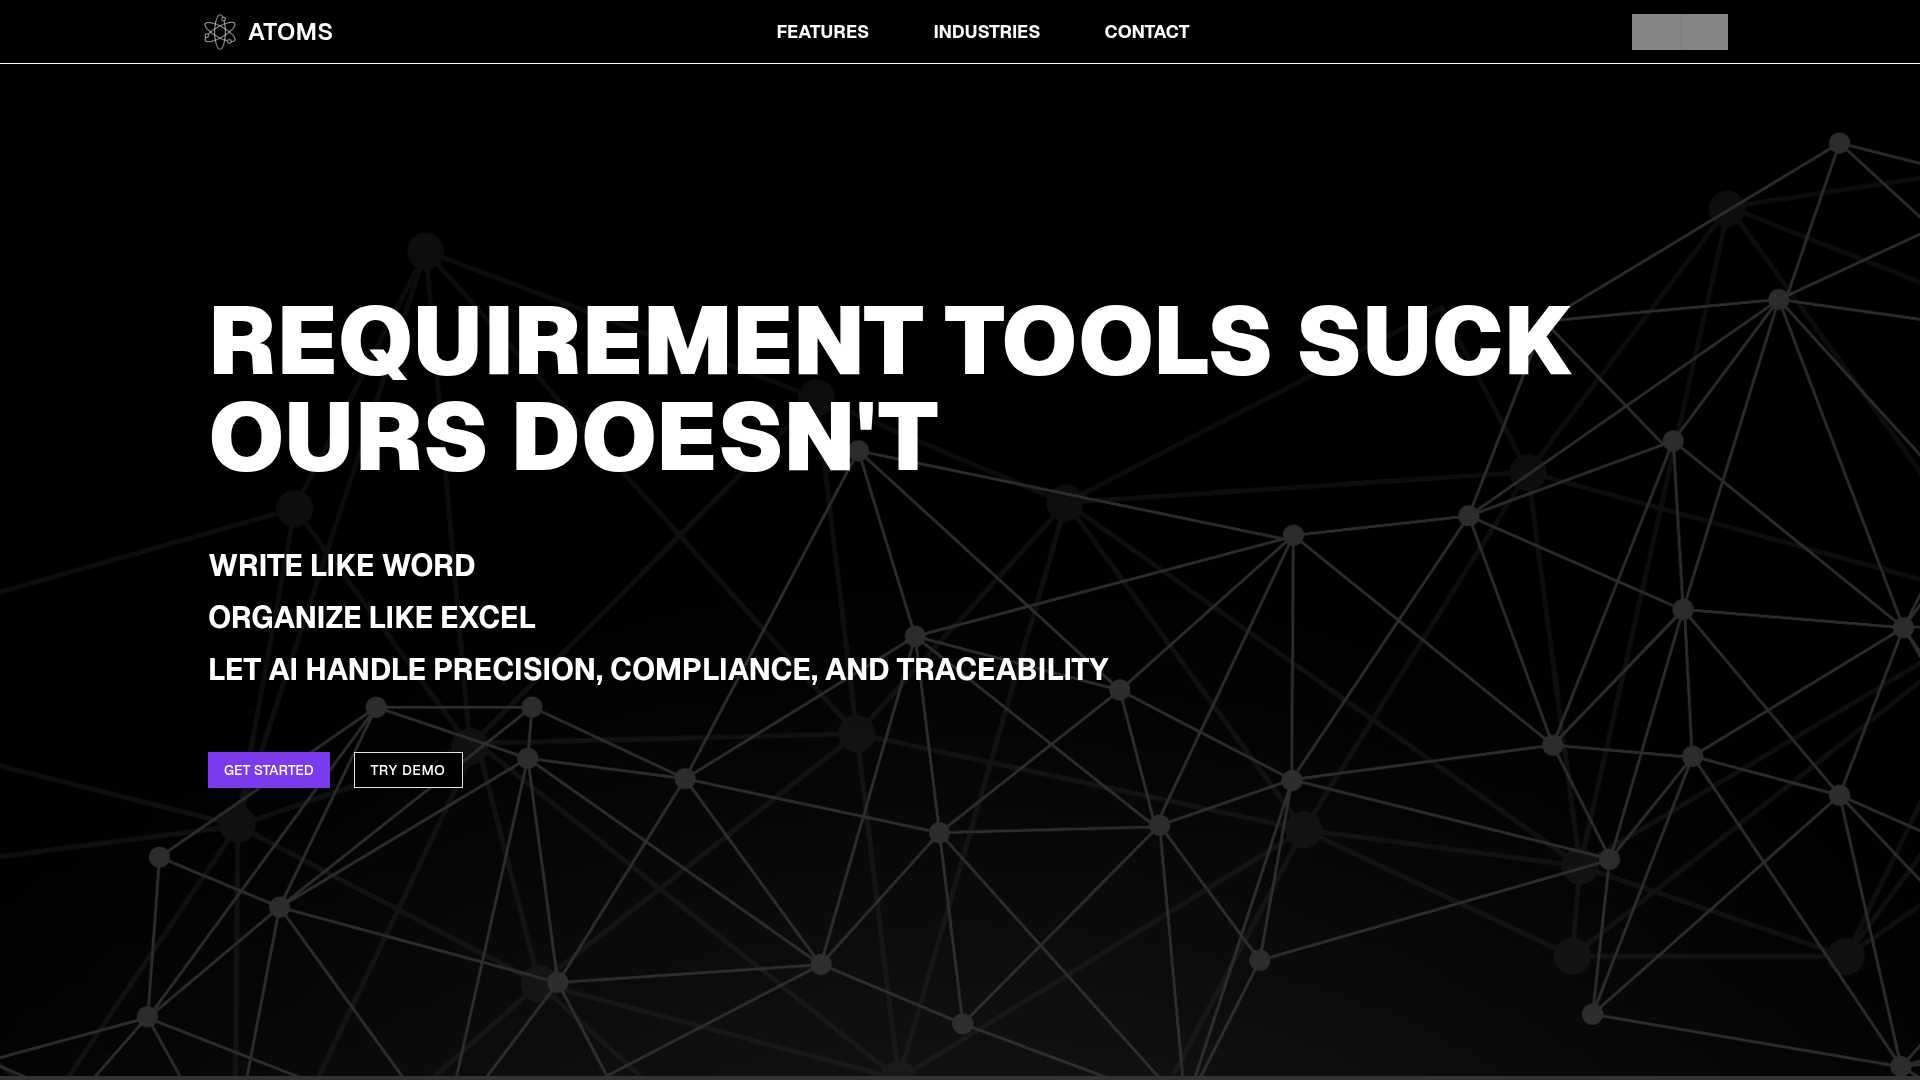 ATOMS
FEATURES
INDUSTRIES
CONTACT
REQUIREMENT TOOLS SUCK
OURS DOESN'T
WRITE LIKE WORD
ORGANIZE LIKE EXCEL
LET AI HANDLE PRECISION, COMPLIANCE, AND TRACEABILITY
GET STARTED
TRY DEMO